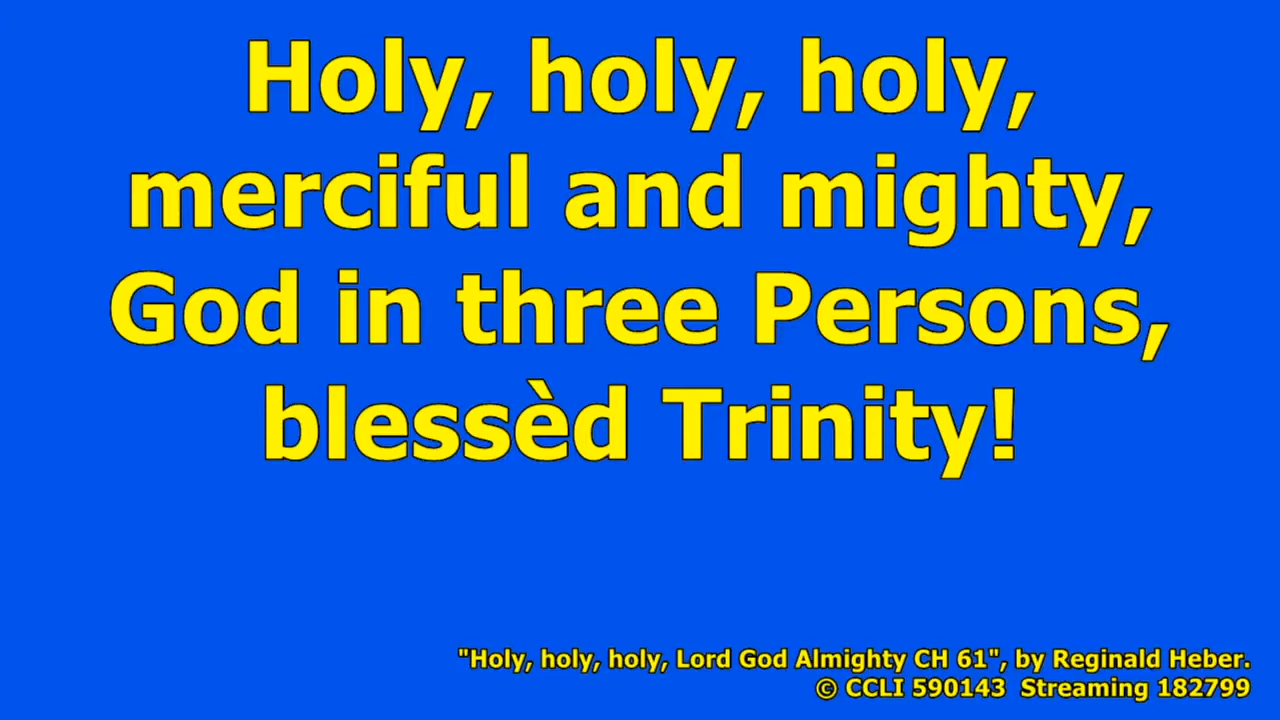 Holy, holy, holy,
merciful and mighty,
God in three Persons,
blessèd Trinity!
"Holy, holy, holy, Lord God Almighty CH 61", by Reginald Heber.
© CCLI 590143  Streaming 182799